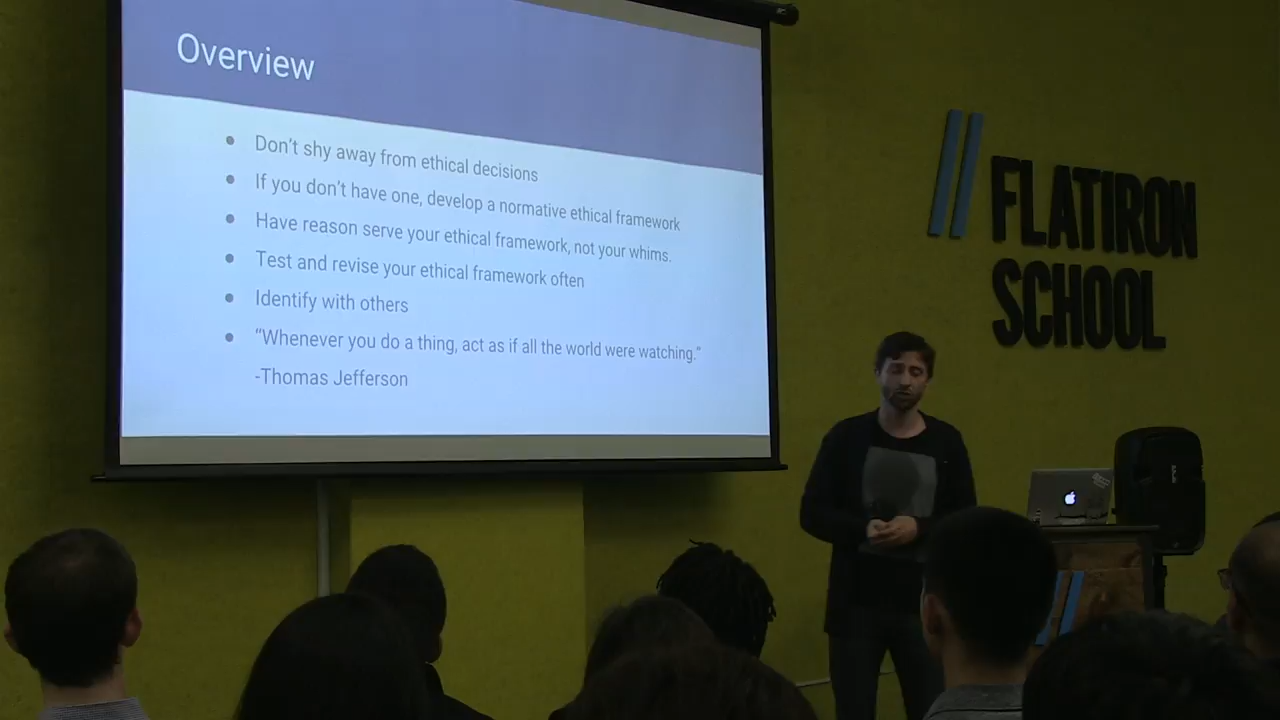 Overview
Don't shy away from ethical decisions
If you don't have one, develop a normative ethical framework
Have reason serve your ethical framework, not your whims.
Test and revise your ethical framework often
Identify with others
“Whenever you do a thing, act as if all the world were watching.”
-Thomas Jefferson
// FLATIRON
SCHOOL